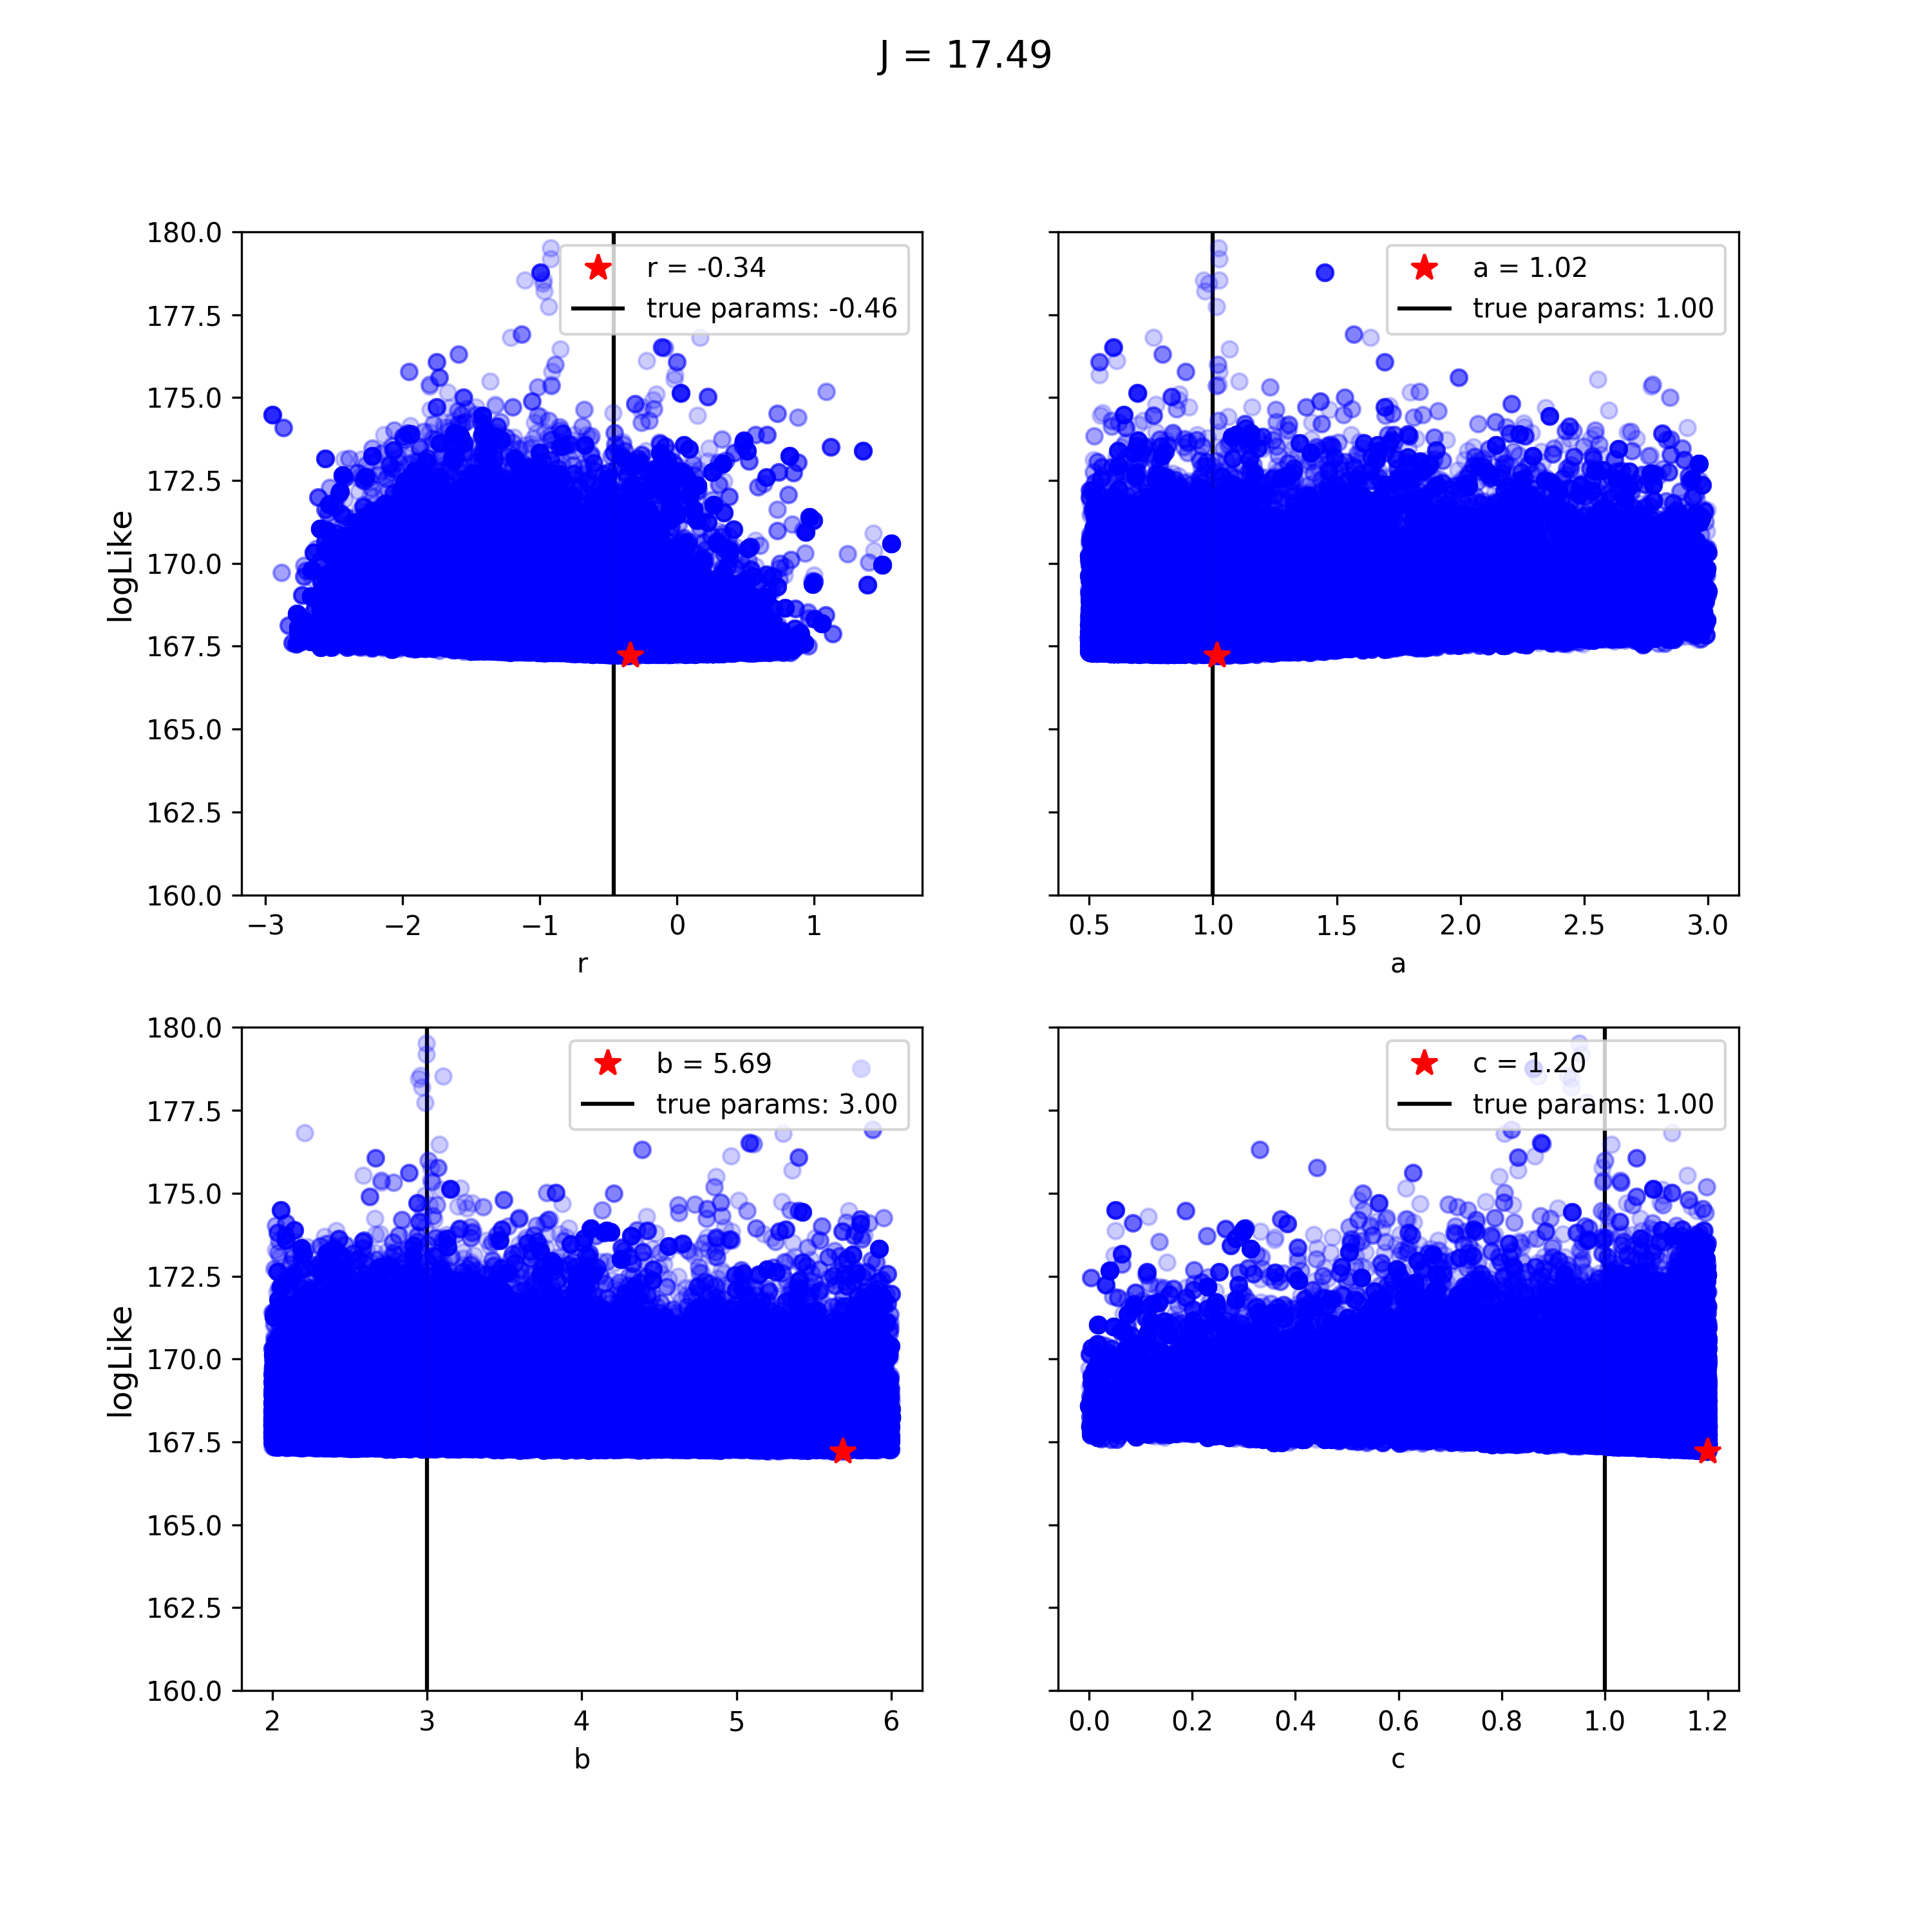 J = 17.49
180.0
177.5
175.0
172.5
170.0
167.5
165.0
162.5
160.0
logLike
r = -0.34
true params: -0.46
−3 −2 −1 0 1
r
a = 1.02
true params: 1.00
0.5 1.0 1.5 2.0 2.5 3.0
a
180.0
177.5
175.0
172.5
170.0
167.5
165.0
162.5
160.0
logLike
b = 5.69
true params: 3.00
2 3 4 5 6
b
c = 1.20
true params: 1.00
0.0 0.2 0.4 0.6 0.8 1.0 1.2
c